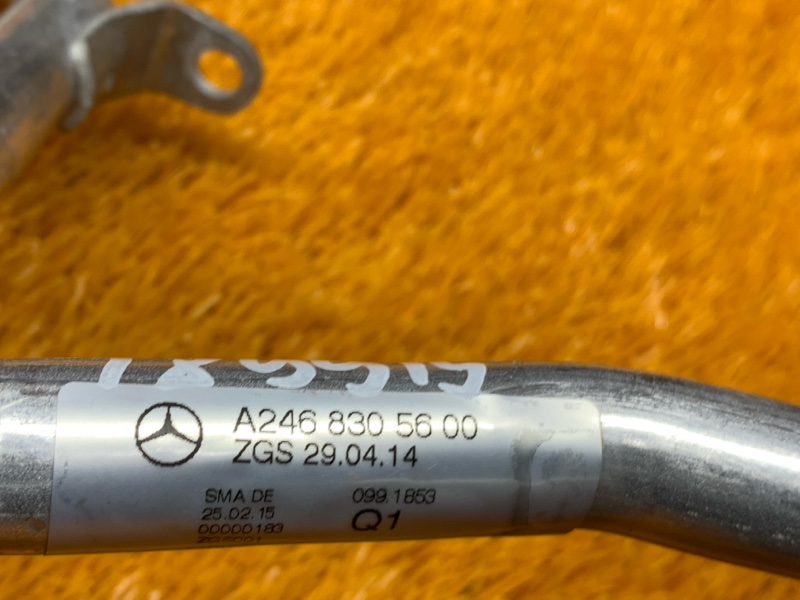 A246 830 56 00
ZGS 29.04.14
SMA DE 099.1853
25.02.15 Q1
00000183